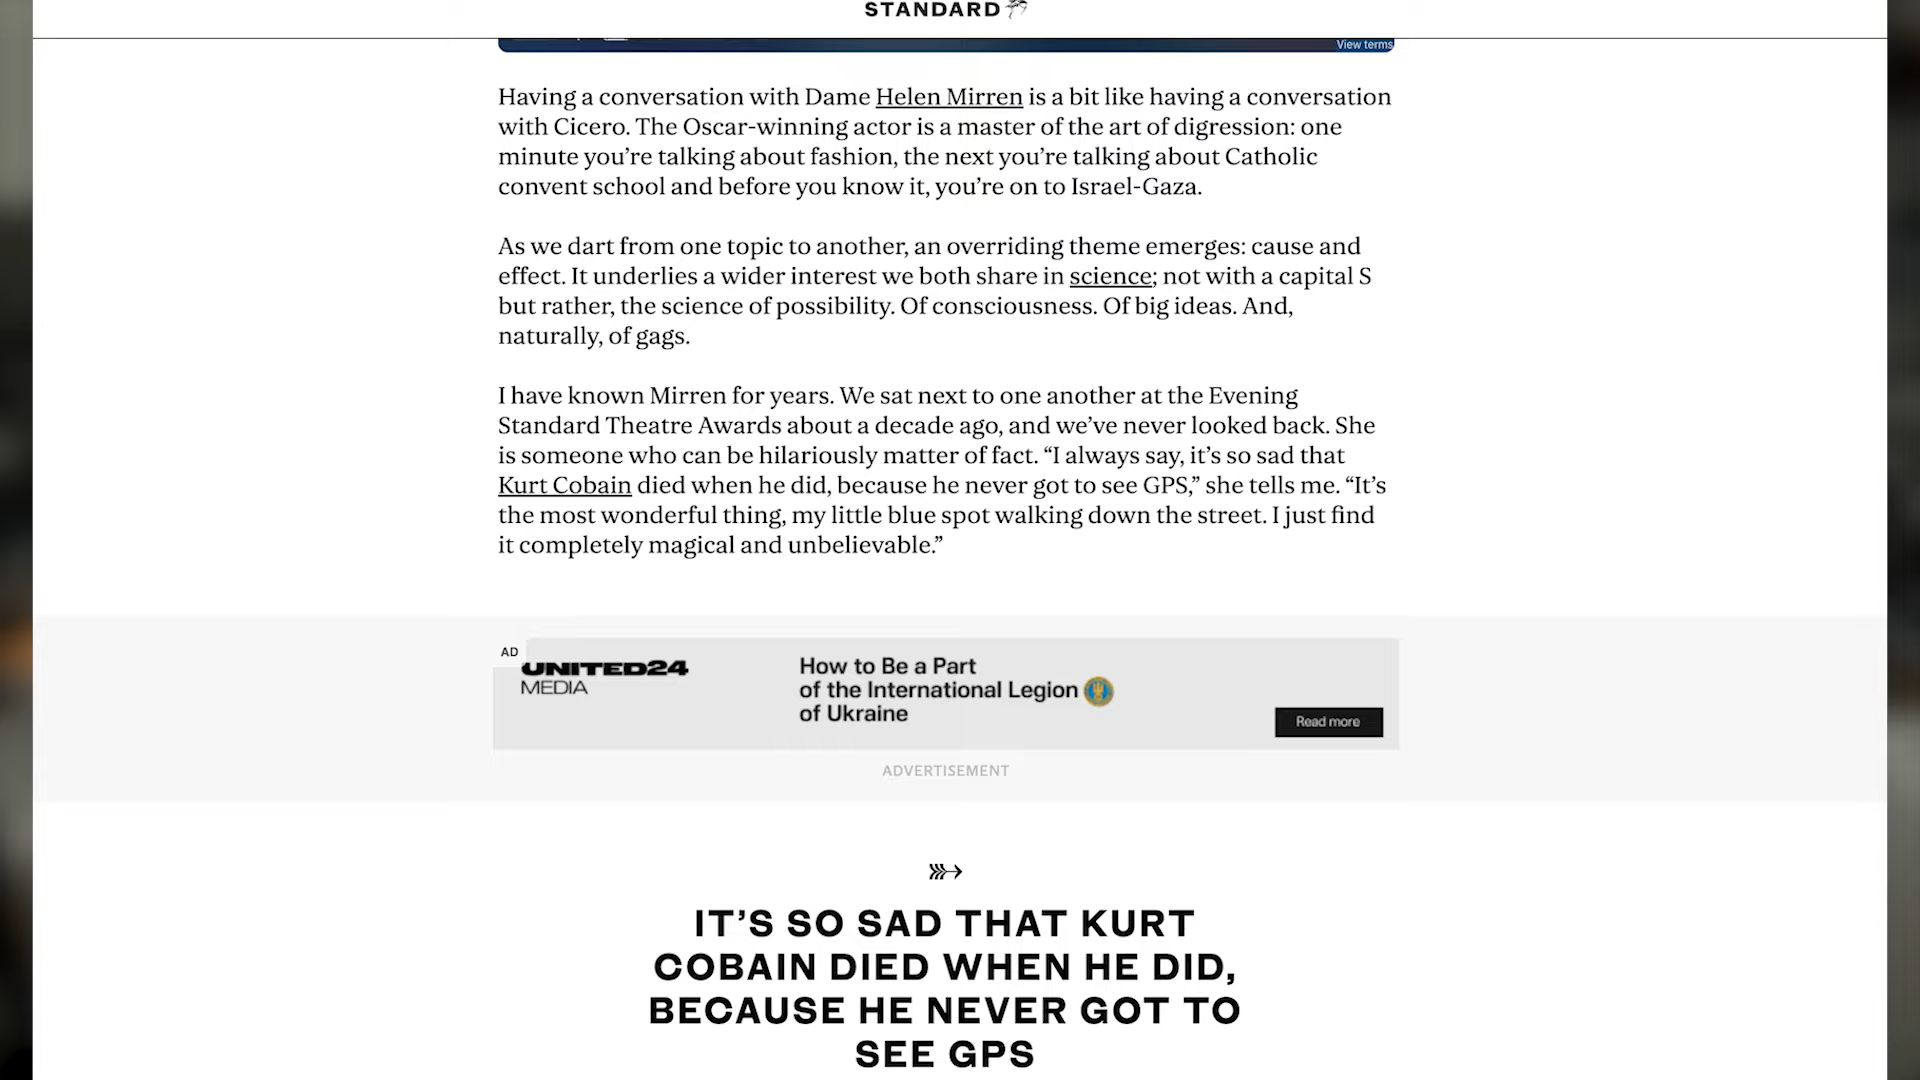 STANDARD
View terms
Having a conversation with Dame Helen Mirren is a bit like having a conversation
with Cicero. The Oscar-winning actor is a master of the art of digression: one
minute you’re talking about fashion, the next you’re talking about Catholic
convent school and before you know it, you’re on to Israel-Gaza.
As we dart from one topic to another, an overriding theme emerges: cause and
effect. It underlies a wider interest we both share in science; not with a capital S
but rather, the science of possibility. Of consciousness. Of big ideas. And,
naturally, of gags.
I have known Mirren for years. We sat next to one another at the Evening
Standard Theatre Awards about a decade ago, and we’ve never looked back. She
is someone who can be hilariously matter of fact. “I always say, it’s so sad that
Kurt Cobain died when he did, because he never got to see GPS,” she tells me. “It’s
the most wonderful thing, my little blue spot walking down the street. I just find
it completely magical and unbelievable.”
AD
UNITED24
MEDIA
How to Be a Part
of the International Legion
of Ukraine
Read more
ADVERTISEMENT
IT’S SO SAD THAT KURT
COBAIN DIED WHEN HE DID,
BECAUSE HE NEVER GOT TO
SEE GPS